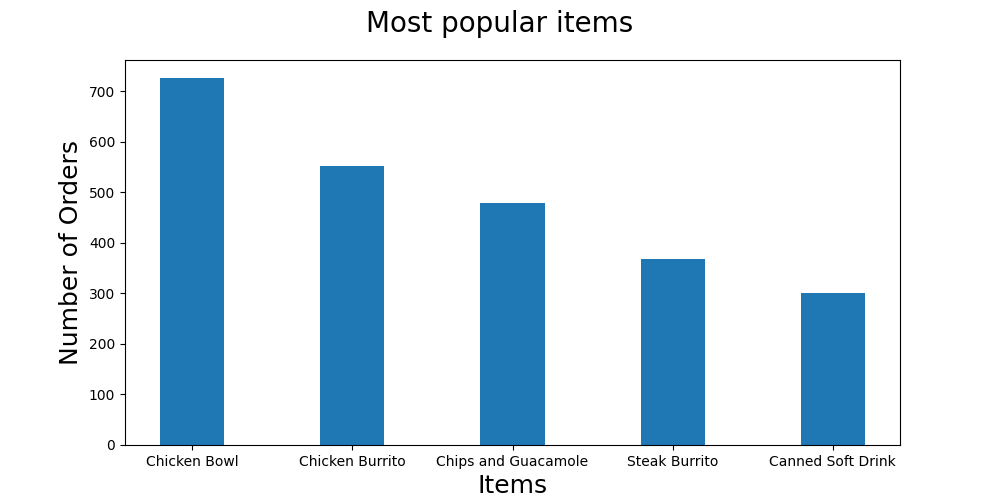 Most popular items
Number of Orders
700
600
500
400
300
200
100
0
Chicken Bowl
Chicken Burrito
Chips and Guacamole
Steak Burrito
Canned Soft Drink
Items